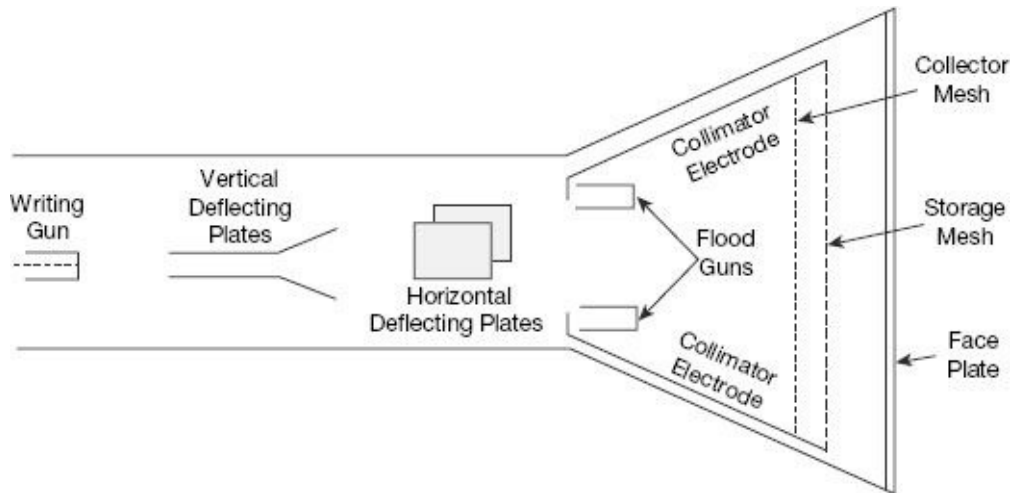 Writing
Gun
Vertical
Deflecting
Plates
Horizontal
Deflecting Plates
Collimator
Electrode
Flood
Guns
Collimator
Electrode
Collector
Mesh
Storage
Mesh
Face
Plate